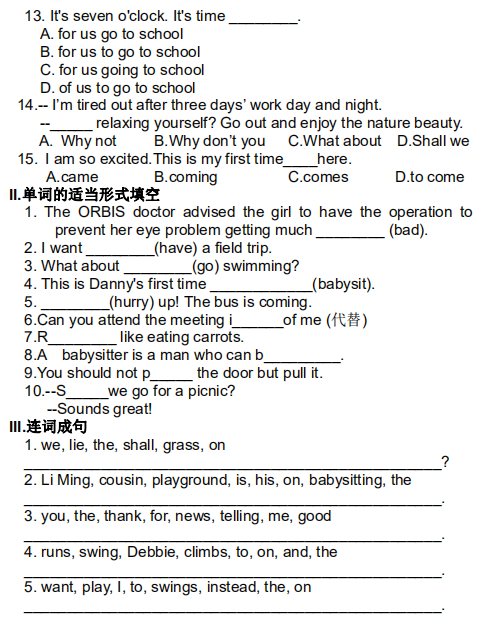 13. It's seven o'clock. It's time ________.
A. for us go to school
B. for us to go to school
C. for us going to school
D. of us to go to school
14.-- I'm tired out after three days' work day and night.
--_____ relaxing yourself? Go out and enjoy the nature beauty.
A. Why not B.Why don't you C.What about D.Shall we
15. I am so excited.This is my first time____here.
A.came B.coming C.comes D.to come
II.单词的适当形式填空
1. The ORBIS doctor advised the girl to have the operation to
prevent her eye problem getting much ________ (bad).
2. I want ________(have) a field trip.
3. What about ________(go) swimming?
4. This is Danny's first time ____________(babysit).
5. ________(hurry) up! The bus is coming.
6.Can you attend the meeting i______of me (代替)
7.R________ like eating carrots.
8.A babysitter is a man who can b_________.
9.You should not p_____ the door but pull it.
10.--S_____we go for a picnic?
--Sounds great!
III.连词成句
1. we, lie, the, shall, grass, on
__________________________________________________?
2. Li Ming, cousin, playground, is, his, on, babysitting, the
__________________________________________________.
3. you, the, thank, for, news, telling, me, good
__________________________________________________.
4. runs, swing, Debbie, climbs, to, on, and, the
__________________________________________________.
5. want, play, I, to, swings, instead, the, on
__________________________________________________.